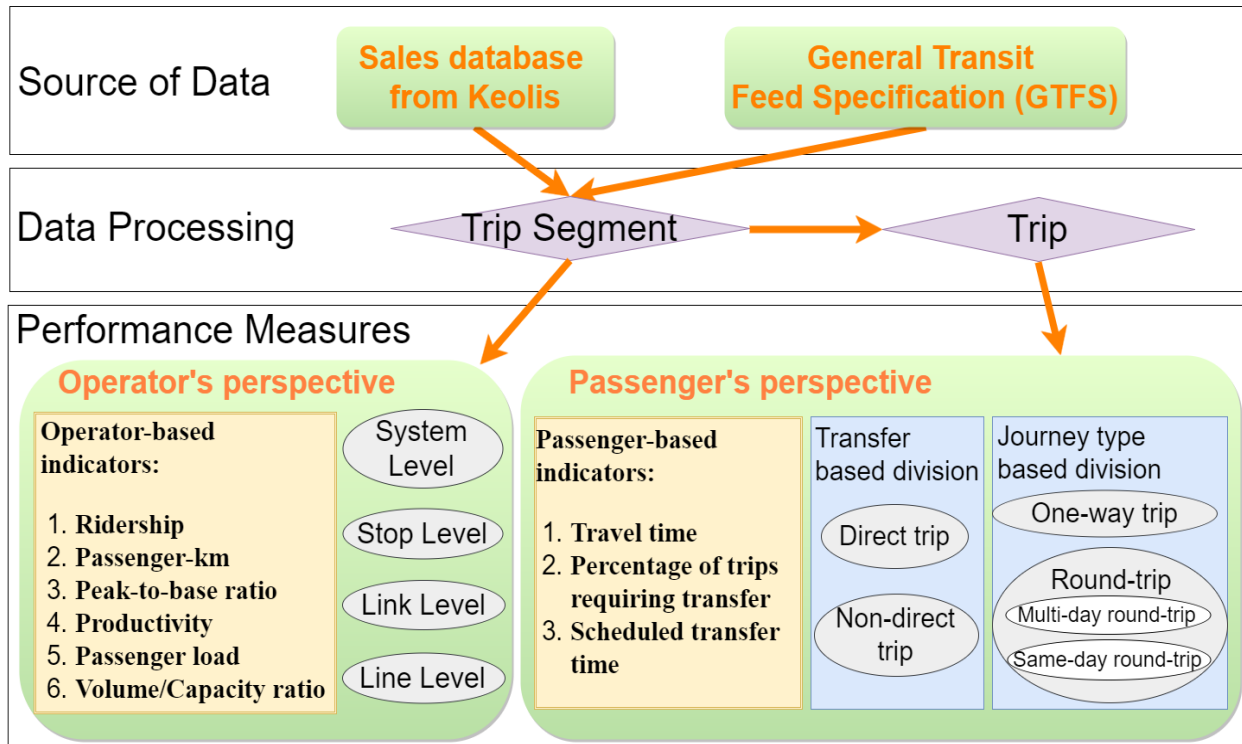 Source of Data
Sales database
from Keolis
General Transit
Feed Specification (GTFS)
Data Processing
Trip Segment
Trip
Performance Measures
Operator's perspective
Operator-based
indicators:
1. Ridership
2. Passenger-km
3. Peak-to-base ratio
4. Productivity
5. Passenger load
6. Volume/Capacity ratio
System
Level
Stop Level
Link Level
Line Level
Passenger's perspective
Passenger-based
indicators:
1. Travel time
2. Percentage of trips
requiring transfer
3. Scheduled transfer
time
Transfer
based division
Direct trip
Non-direct
trip
Journey type
based division
One-way trip
Round-trip
Multi-day round-trip
Same-day round-trip